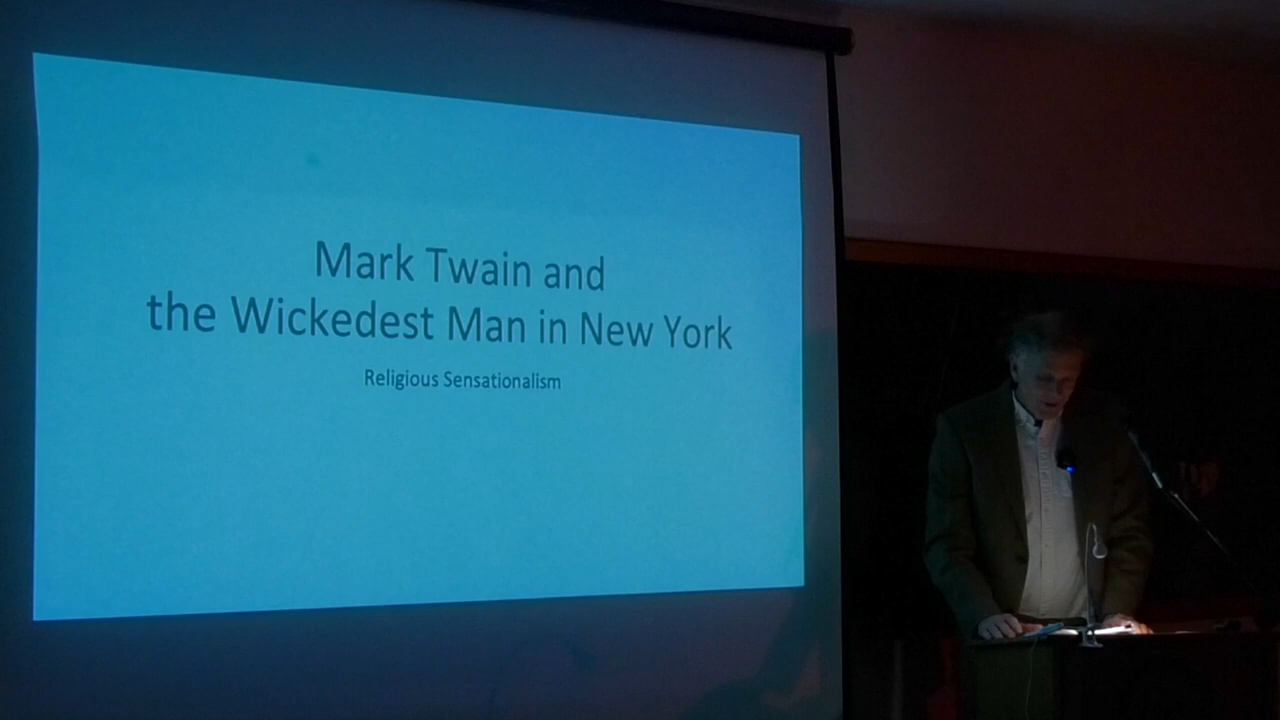 Mark Twain and
the Wickedest Man in New York
Religious Sensationalism